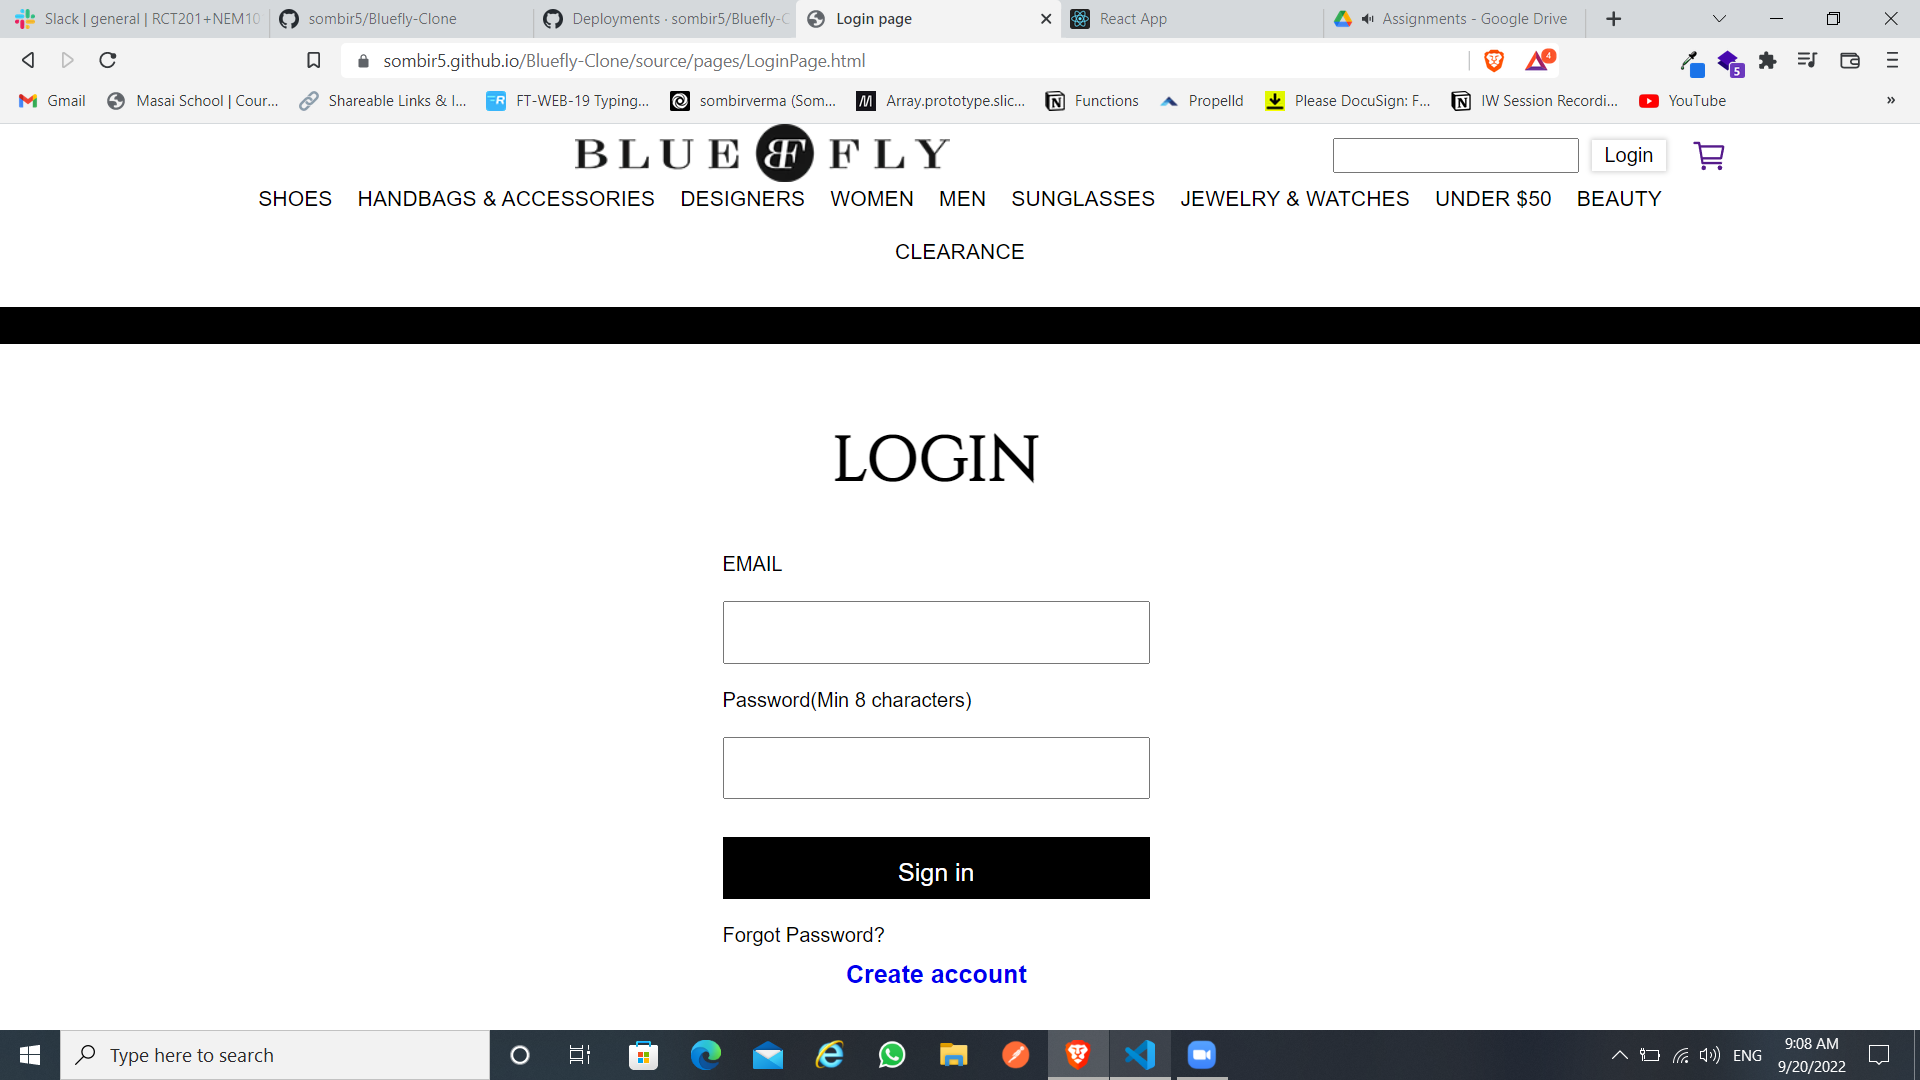 Slack | general | RCT201+NEM10
sombir5/Bluefly-Clone
Deployments · sombir5/Bluefly-C
Login page
React App
Assignments - Google Drive
sombir5.github.io/Bluefly-Clone/source/pages/LoginPage.html
4
5
Gmail
Masai School | Cour...
Shareable Links & I...
FT-WEB-19 Typing...
sombirverma (Som...
Array.prototype.slic...
Functions
Propelld
Please DocuSign: F...
IW Session Recordi...
YouTube
»
BLUE BF FLY
Login
SHOES HANDBAGS & ACCESSORIES DESIGNERS WOMEN MEN SUNGLASSES JEWELRY & WATCHES UNDER $50 BEAUTY
CLEARANCE
LOGIN
EMAIL
Password(Min 8 characters)
Sign in
Forgot Password?
Create account
Type here to search
ENG
9:08 AM
9/20/2022